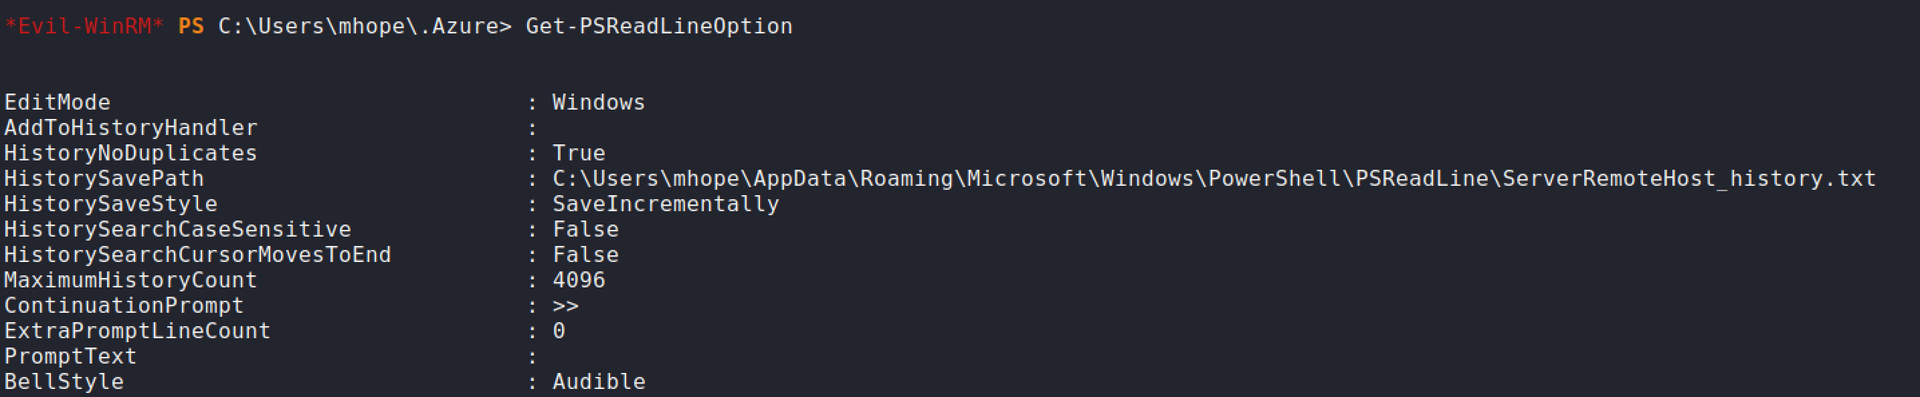 *Evil-WinRM* PS C:\Users\mhope\.Azure> Get-PSReadLineOption
EditMode : Windows
AddToHistoryHandler :
HistoryNoDuplicates : True
HistorySavePath : C:\Users\mhope\AppData\Roaming\Microsoft\Windows\PowerShell\PSReadLine\ServerRemoteHost_history.txt
HistorySaveStyle : SaveIncrementally
HistorySearchCaseSensitive : False
HistorySearchCursorMovesToEnd : False
MaximumHistoryCount : 4096
ContinuationPrompt : >>
ExtraPromptLineCount : 0
PromptText :
BellStyle : Audible